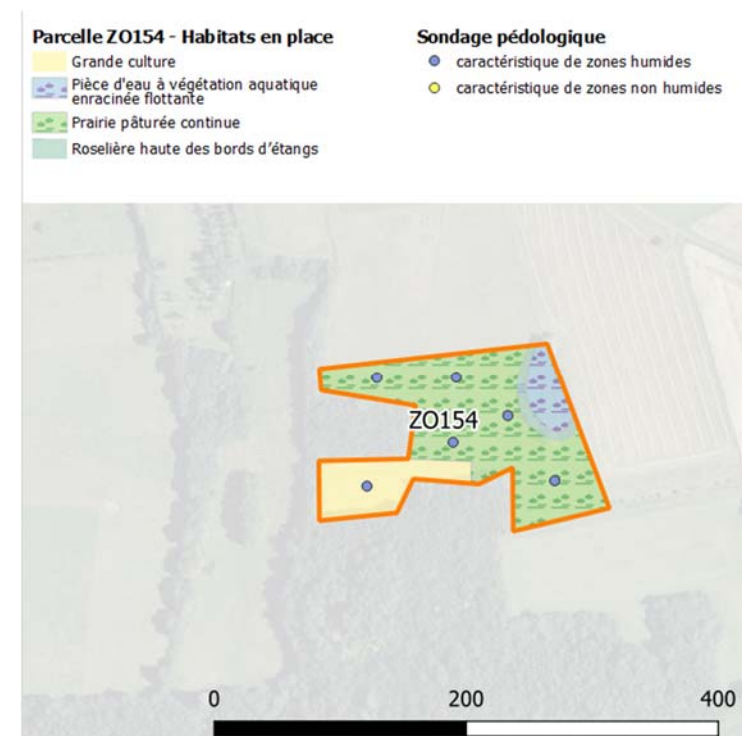 Parcelle ZO154 - Habitats en place
Grande culture
Pièce d'eau à végétation aquatique
enracinée flottante
Prairie pâturée continue
Roselière haute des bords d'étangs
Sondage pédologique
caractéristique de zones humides
caractéristique de zones non humides
ZO154
0 200 400